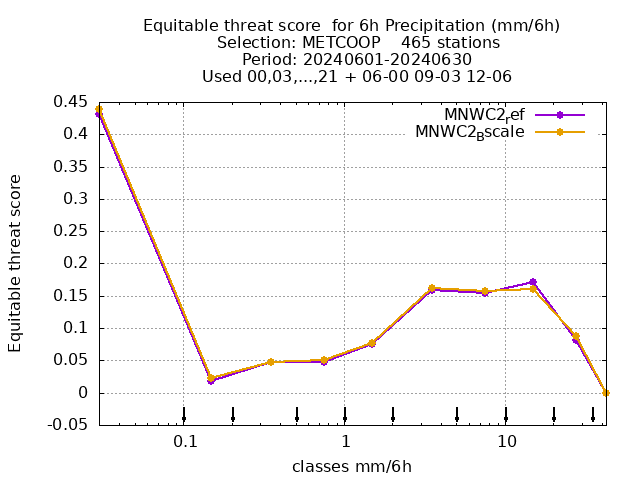 Equitable threat score  for 6h Precipitation (mm/6h)
Selection: METCOOP    465 stations
Period: 20240601-20240630
Used 00,03,...,21 + 06-00 09-03 12-06
0.45
0.4
0.35
0.3
0.25
0.2
0.15
0.1
0.05
0
-0.05
Equitable threat score
MNWC2ref
MNWC2Bscale
0.1
1
10
classes mm/6h